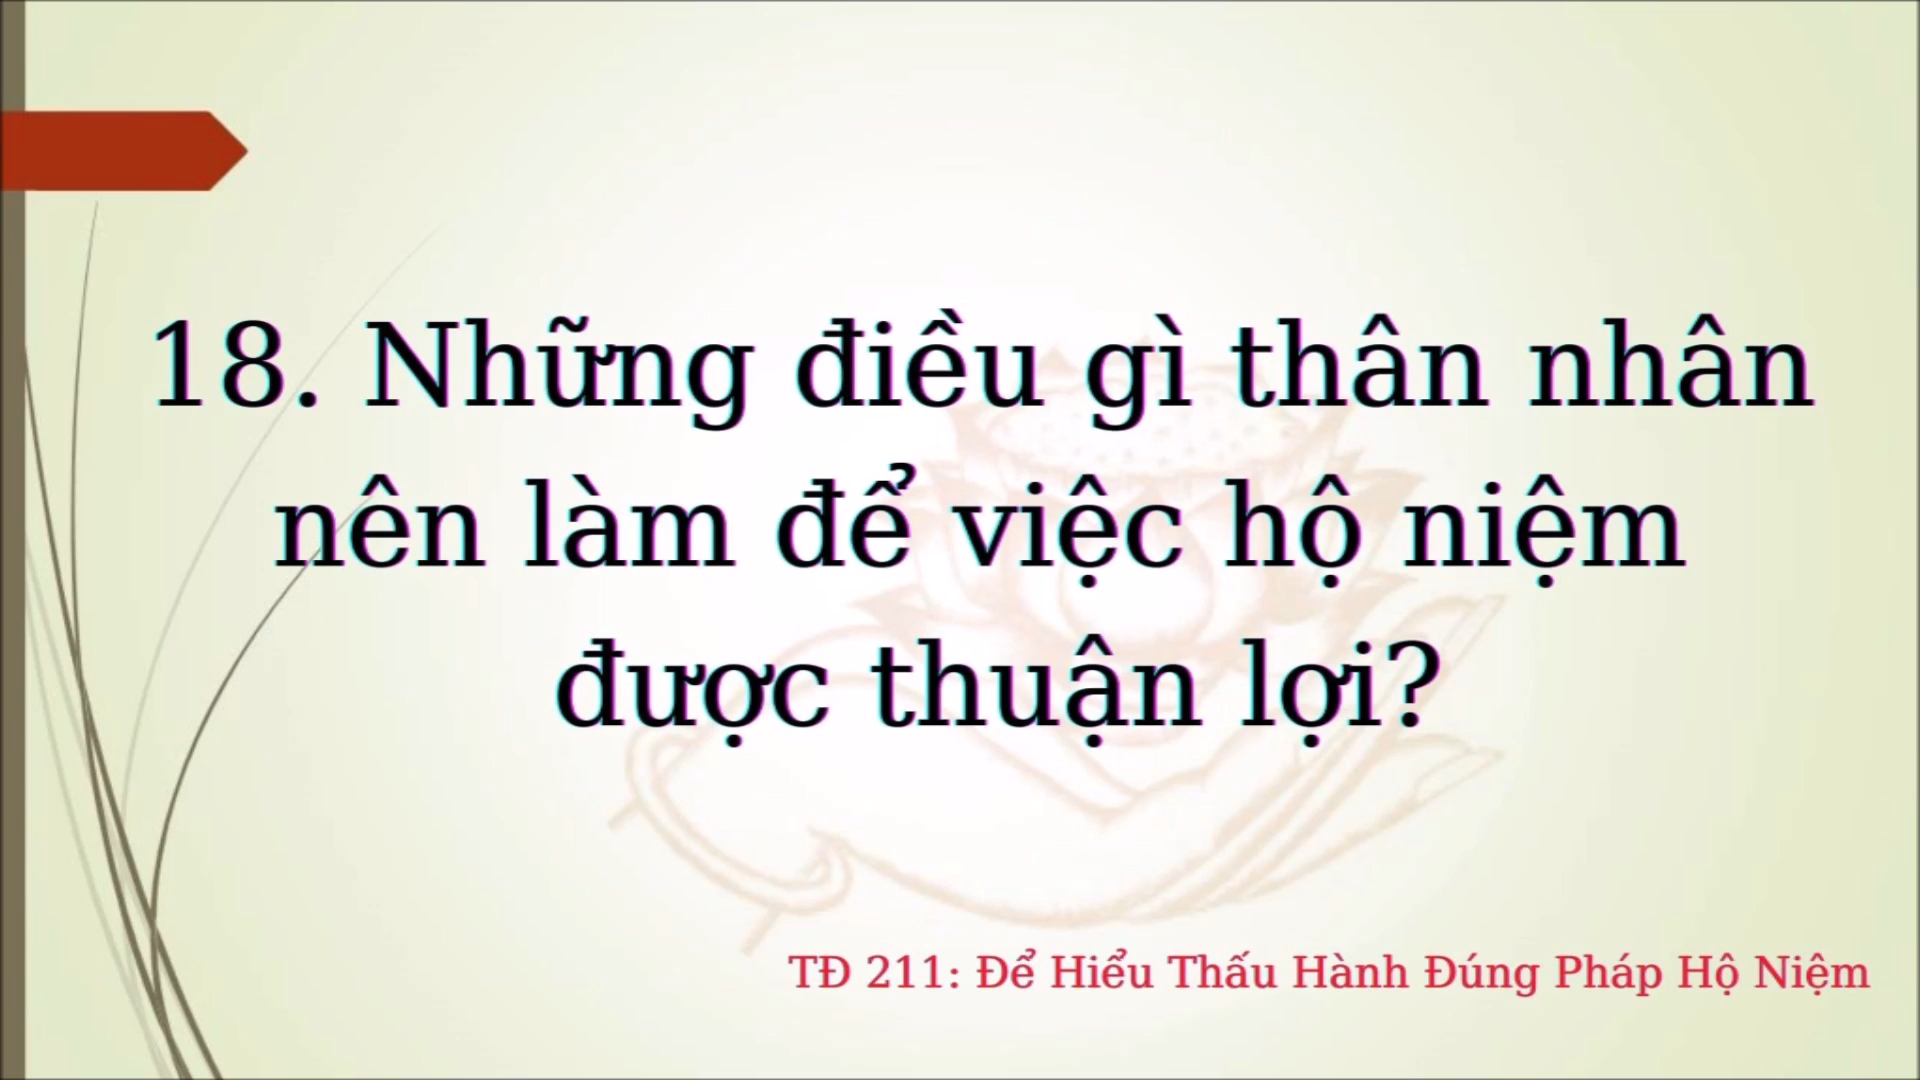 18. Những điều gì thân nhân
nên làm để việc hộ niệm
được thuận lợi?
TĐ 211: Để Hiểu Thấu Hành Đúng Pháp Hộ Niệm